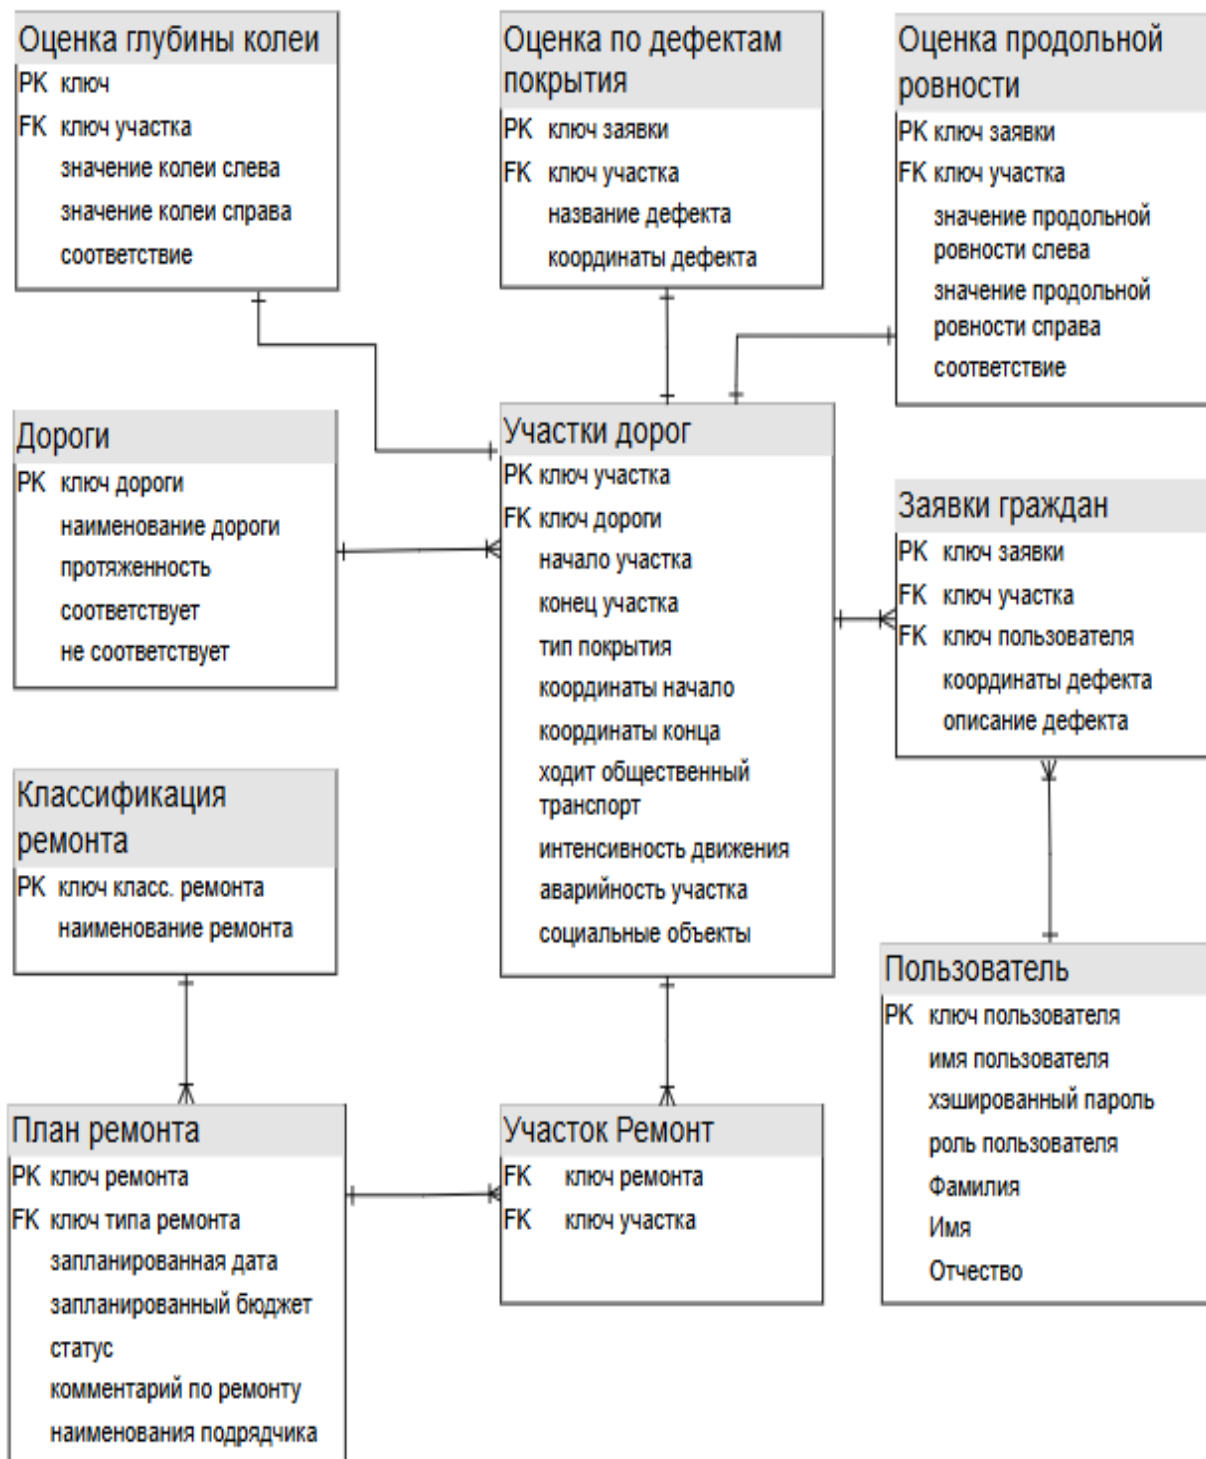 Оценка глубины колеи
PK ключ
FK ключ участка
значение колеи слева
значение колеи справа
соответствие
Оценка по дефектам
покрытия
PK ключ заявки
FK ключ участка
название дефекта
координаты дефекта
Оценка продольной
ровности
PK ключ заявки
FK ключ участка
значение продольной
ровности слева
значение продольной
ровности справа
соответствие
Дороги
PK ключ дороги
наименование дороги
протяженность
соответствует
не соответствует
Участки дорог
PK ключ участка
FK ключ дороги
начало участка
конец участка
тип покрытия
координаты начало
координаты конца
ходит общественный
транспорт
интенсивность движения
аварийность участка
социальные объекты
Заявки граждан
PK ключ заявки
FK ключ участка
FK ключ пользователя
координаты дефекта
описание дефекта
Классификация
ремонта
PK ключ класс. ремонта
наименование ремонта
Пользователь
PK ключ пользователя
имя пользователя
хэшированный пароль
роль пользователя
Фамилия
Имя
Отчество
План ремонта
PK ключ ремонта
FK ключ типа ремонта
запланированная дата
запланированный бюджет
статус
комментарий по ремонту
наименования подрядчика
Участок Ремонт
FK ключ ремонта
FK ключ участка